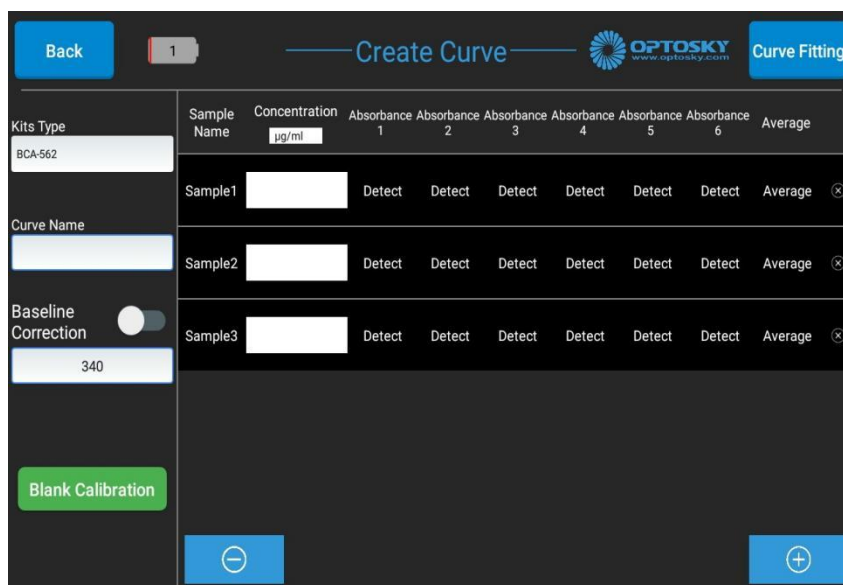 Back
1
Create Curve
OPTOSKY
www.optosky.com
Curve Fitting
Kits Type
BCA-562
Curve Name
Baseline
Correction
340
Blank Calibration
Sample
Name
Concentration
µg/ml
Absorbance Absorbance Absorbance Absorbance Absorbance Absorbance
1 2 3 4 5 6
Average
Sample1 Detect Detect Detect Detect Detect Detect Average
Sample2 Detect Detect Detect Detect Detect Detect Average
Sample3 Detect Detect Detect Detect Detect Detect Average